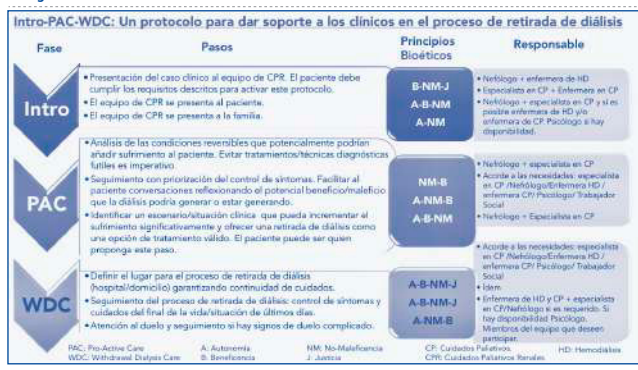 Intro-PAC-WDC: Un protocolo para dar soporte a los clínicos en el proceso de retirada de diálisis
Fase
Pasos
Principios
Bioéticos
Responsable
Intro
• Presentación del caso clínico al equipo de CPR. El paciente debe
cumplir los requisitos descritos para activar este protocolo.
• El equipo de CPR se presenta al paciente.
• El equipo de CPR se presenta a la familia.
B-NM-J
A-B-NM
A-NM
• Nefrólogo + enfermera de HD
• Especialista en CP + Enfermera en CP
• Nefrólogo + especialista en CP y si es
posible enfermera de HD y/o
enfermera de CP. Psicólogo si hay
disponibilidad.
PAC
• Análisis de las condiciones reversibles que potencialmente podrían
añadir sufrimiento al paciente. Evitar tratamientos/técnicas diagnósticas
futiles es imperativo.
• Seguimiento con priorización del control de síntomas. Facilitar al
paciente conversaciones reflexionando el potencial beneficio/maleficio
que la diálisis podría generar o estar generando.
• Identificar un escenario/situación clínica que pueda incrementar el
sufrimiento significativamente y ofrecer una retirada de diálisis como
una opción de tratamiento válido. El paciente puede ser quien
proponga este paso.
NM-B
A-NM-B
A-B-NM
• Nefrólogo + especialista en CP
• Acorde a las necesidades: especialista
en CP /Nefrólogo/Enfermera HD /
enfermera CP/ Psicólogo/ Trabajador
Social
• Nefrólogo + Especialista en CP
WDC
• Definir el lugar para el proceso de retirada de diálisis
(hospital/domicilio) garantizando continuidad de cuidados.
• Seguimiento del proceso de retirada de diálisis: control de síntomas y
cuidados del final de la vida/situación de últimos días.
• Atención al duelo y seguimiento si hay signos de duelo complicado.
A-B-NM-J
A-B-NM-J
A-NM-B
• Acorde a las necesidades: especialista
en CP /Nefrólogo/Enfermera HD /
enfermera CP/ Psicólogo/ Trabajador
Social
• Ídem
• Enfermera de HD y CP + especialista
en CP/Nefrólogo si es requerido. Si
hay disponibilidad Psicólogo.
Miembros del equipo que deseen
participar.
PAC: Pro-Active Care A: Autonomía NM: No-Maleficencia CP: Cuidados Paliativos HD: Hemodiálisis
WDC: Withdrawal Dialysis Care B: Beneficencia J: Justicia CPR: Cuidados Paliativos Renales